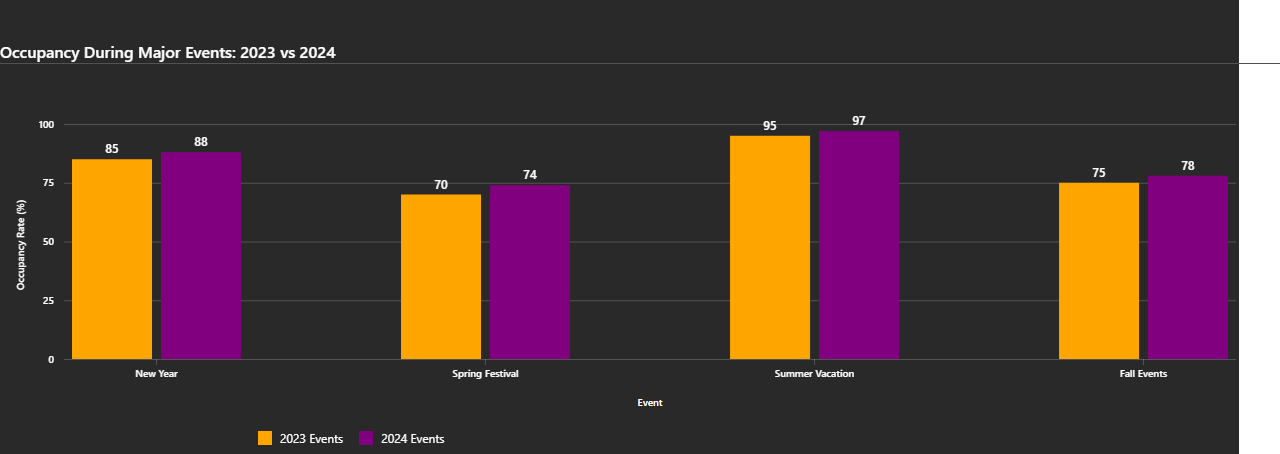 Occupancy During Major Events: 2023 vs 2024
100
75
50
25
0
Occupancy Rate (%)
85
88
70
74
95
97
75
78
New Year
Spring Festival
Summer Vacation
Fall Events
Event
2023 Events
2024 Events